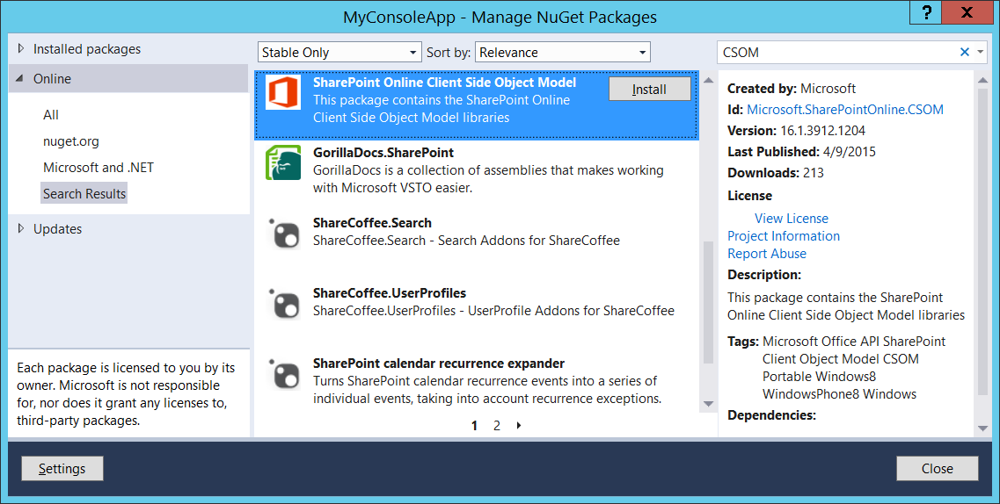 MyConsoleApp - Manage NuGet Packages
?
X
Installed packages
Online
All
nuget.org
Microsoft and .NET
Search Results
Updates
Each package is licensed to you by its
owner. Microsoft is not responsible
for, nor does it grant any licenses to,
third-party packages.
Stable Only
Sort by:
Relevance
SharePoint Online Client Side Object Model
This package contains the SharePoint Online
Client Side Object Model libraries
Install
GorillaDocs.SharePoint
GorillaDocs is a collection of assemblies that makes working
with Microsoft VSTO easier.
ShareCoffee.Search
ShareCoffee.Search - Search Addons for ShareCoffee
ShareCoffee.UserProfiles
ShareCoffee.UserProfiles - UserProfile Addons for ShareCoffee
SharePoint calendar recurrence expander
Turns SharePoint calendar recurrence events into a series of
individual events, taking into account recurrence exceptions.
1 2
CSOM
Created by: Microsoft
Id: Microsoft.SharePointOnline.CSOM
Version: 16.1.3912.1204
Last Published: 4/9/2015
Downloads: 213
License
View License
Project Information
Report Abuse
Description:
This package contains the SharePoint
Online Client Side Object Model libraries
Tags: Microsoft Office API SharePoint
Client Object Model CSOM
Portable Windows8
WindowsPhone8 Windows
Dependencies:
Settings
Close